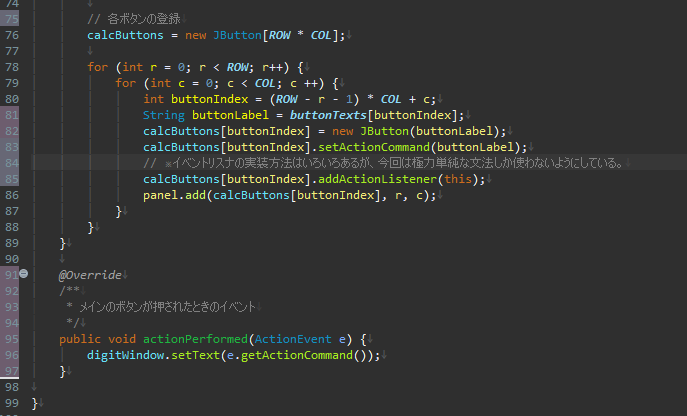 74
75 // 各ボタンの登録
76 calcButtons = new JButton[ROW * COL];
77
78 for (int r = 0; r < ROW; r++) {
79 for (int c = 0; c < COL; c ++) {
80 int buttonIndex = (ROW - r - 1) * COL + c;
81 String buttonLabel = buttonTexts[buttonIndex];
82 calcButtons[buttonIndex] = new JButton(buttonLabel);
83 calcButtons[buttonIndex].setActionCommand(buttonLabel);
84 // ※イベントリスナの実装方法はいろいろあるが、今回は極力単純な文法しか使わないようにしている。
85 calcButtons[buttonIndex].addActionListener(this);
86 panel.add(calcButtons[buttonIndex], r, c);
87 }
88 }
89 }
90
91 @Override
92 /**
93 * メインのボタンが押されたときのイベント
94 */
95 public void actionPerformed(ActionEvent e) {
96 digitWindow.setText(e.getActionCommand());
97 }
98
99 }